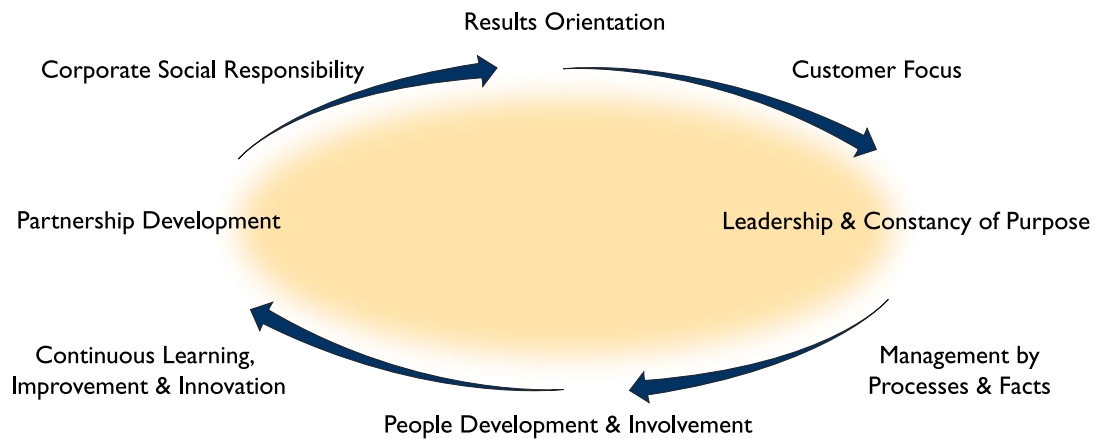 Results Orientation
Corporate Social Responsibility
Customer Focus
Partnership Development
Leadership & Constancy of Purpose
Continuous Learning,
Improvement & Innovation
Management by
Processes & Facts
People Development & Involvement